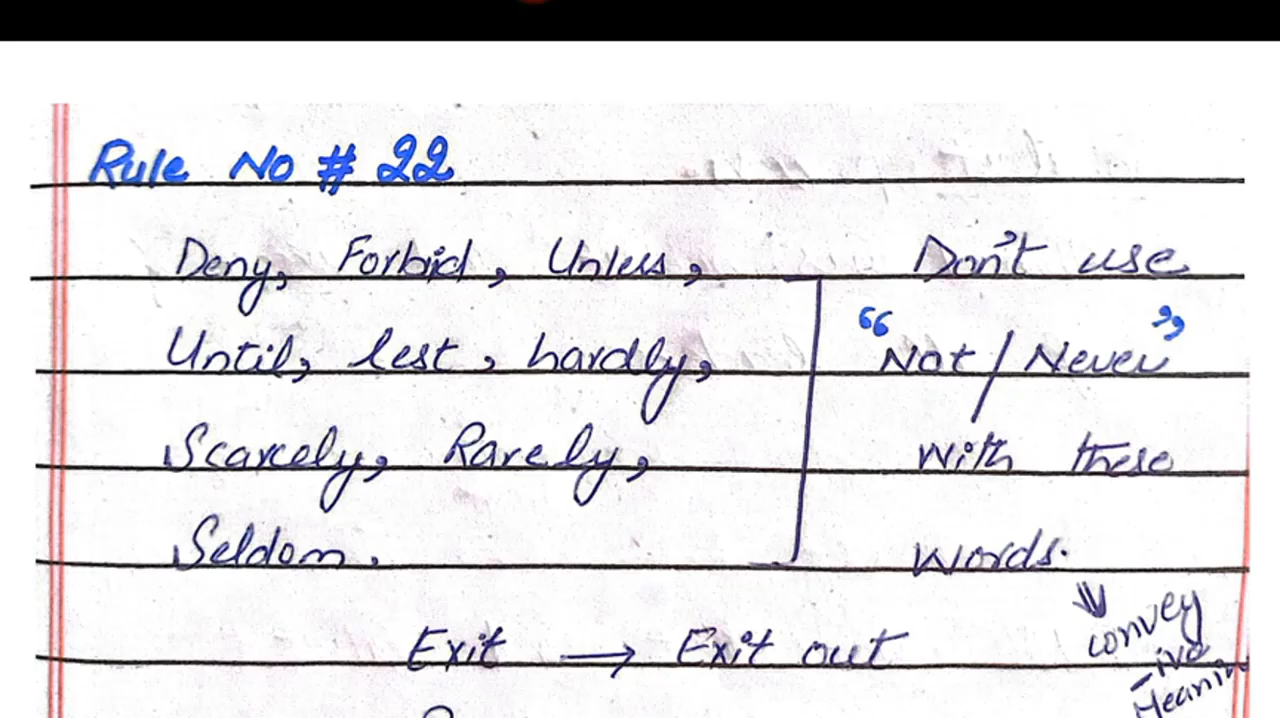 Rule No # 22
Deny, Forbid, Unless, Don't use
Until, lest, hardly, "Not / Never"
Scarcely, Rarely, with these
Seldom. words.
Exit → Exit out
↓ convey
-ive
Meanin